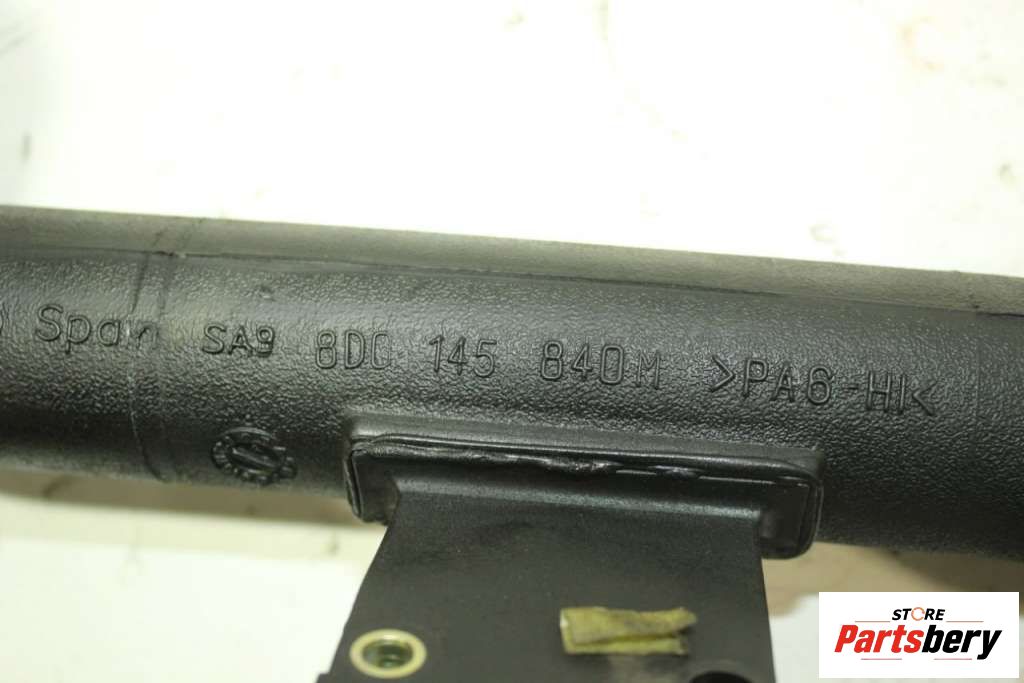 Spain SA9 8D0 145 840M >PA6-HI<
STORE
Partsbery